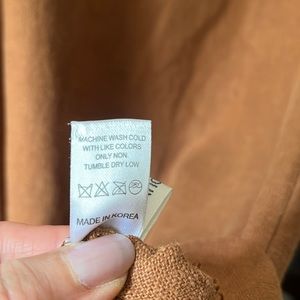 MACHINE WASH COLD
WITH LIKE COLORS
ONLY NON.
TUMBLE DRY LOW
MADE IN KOREA